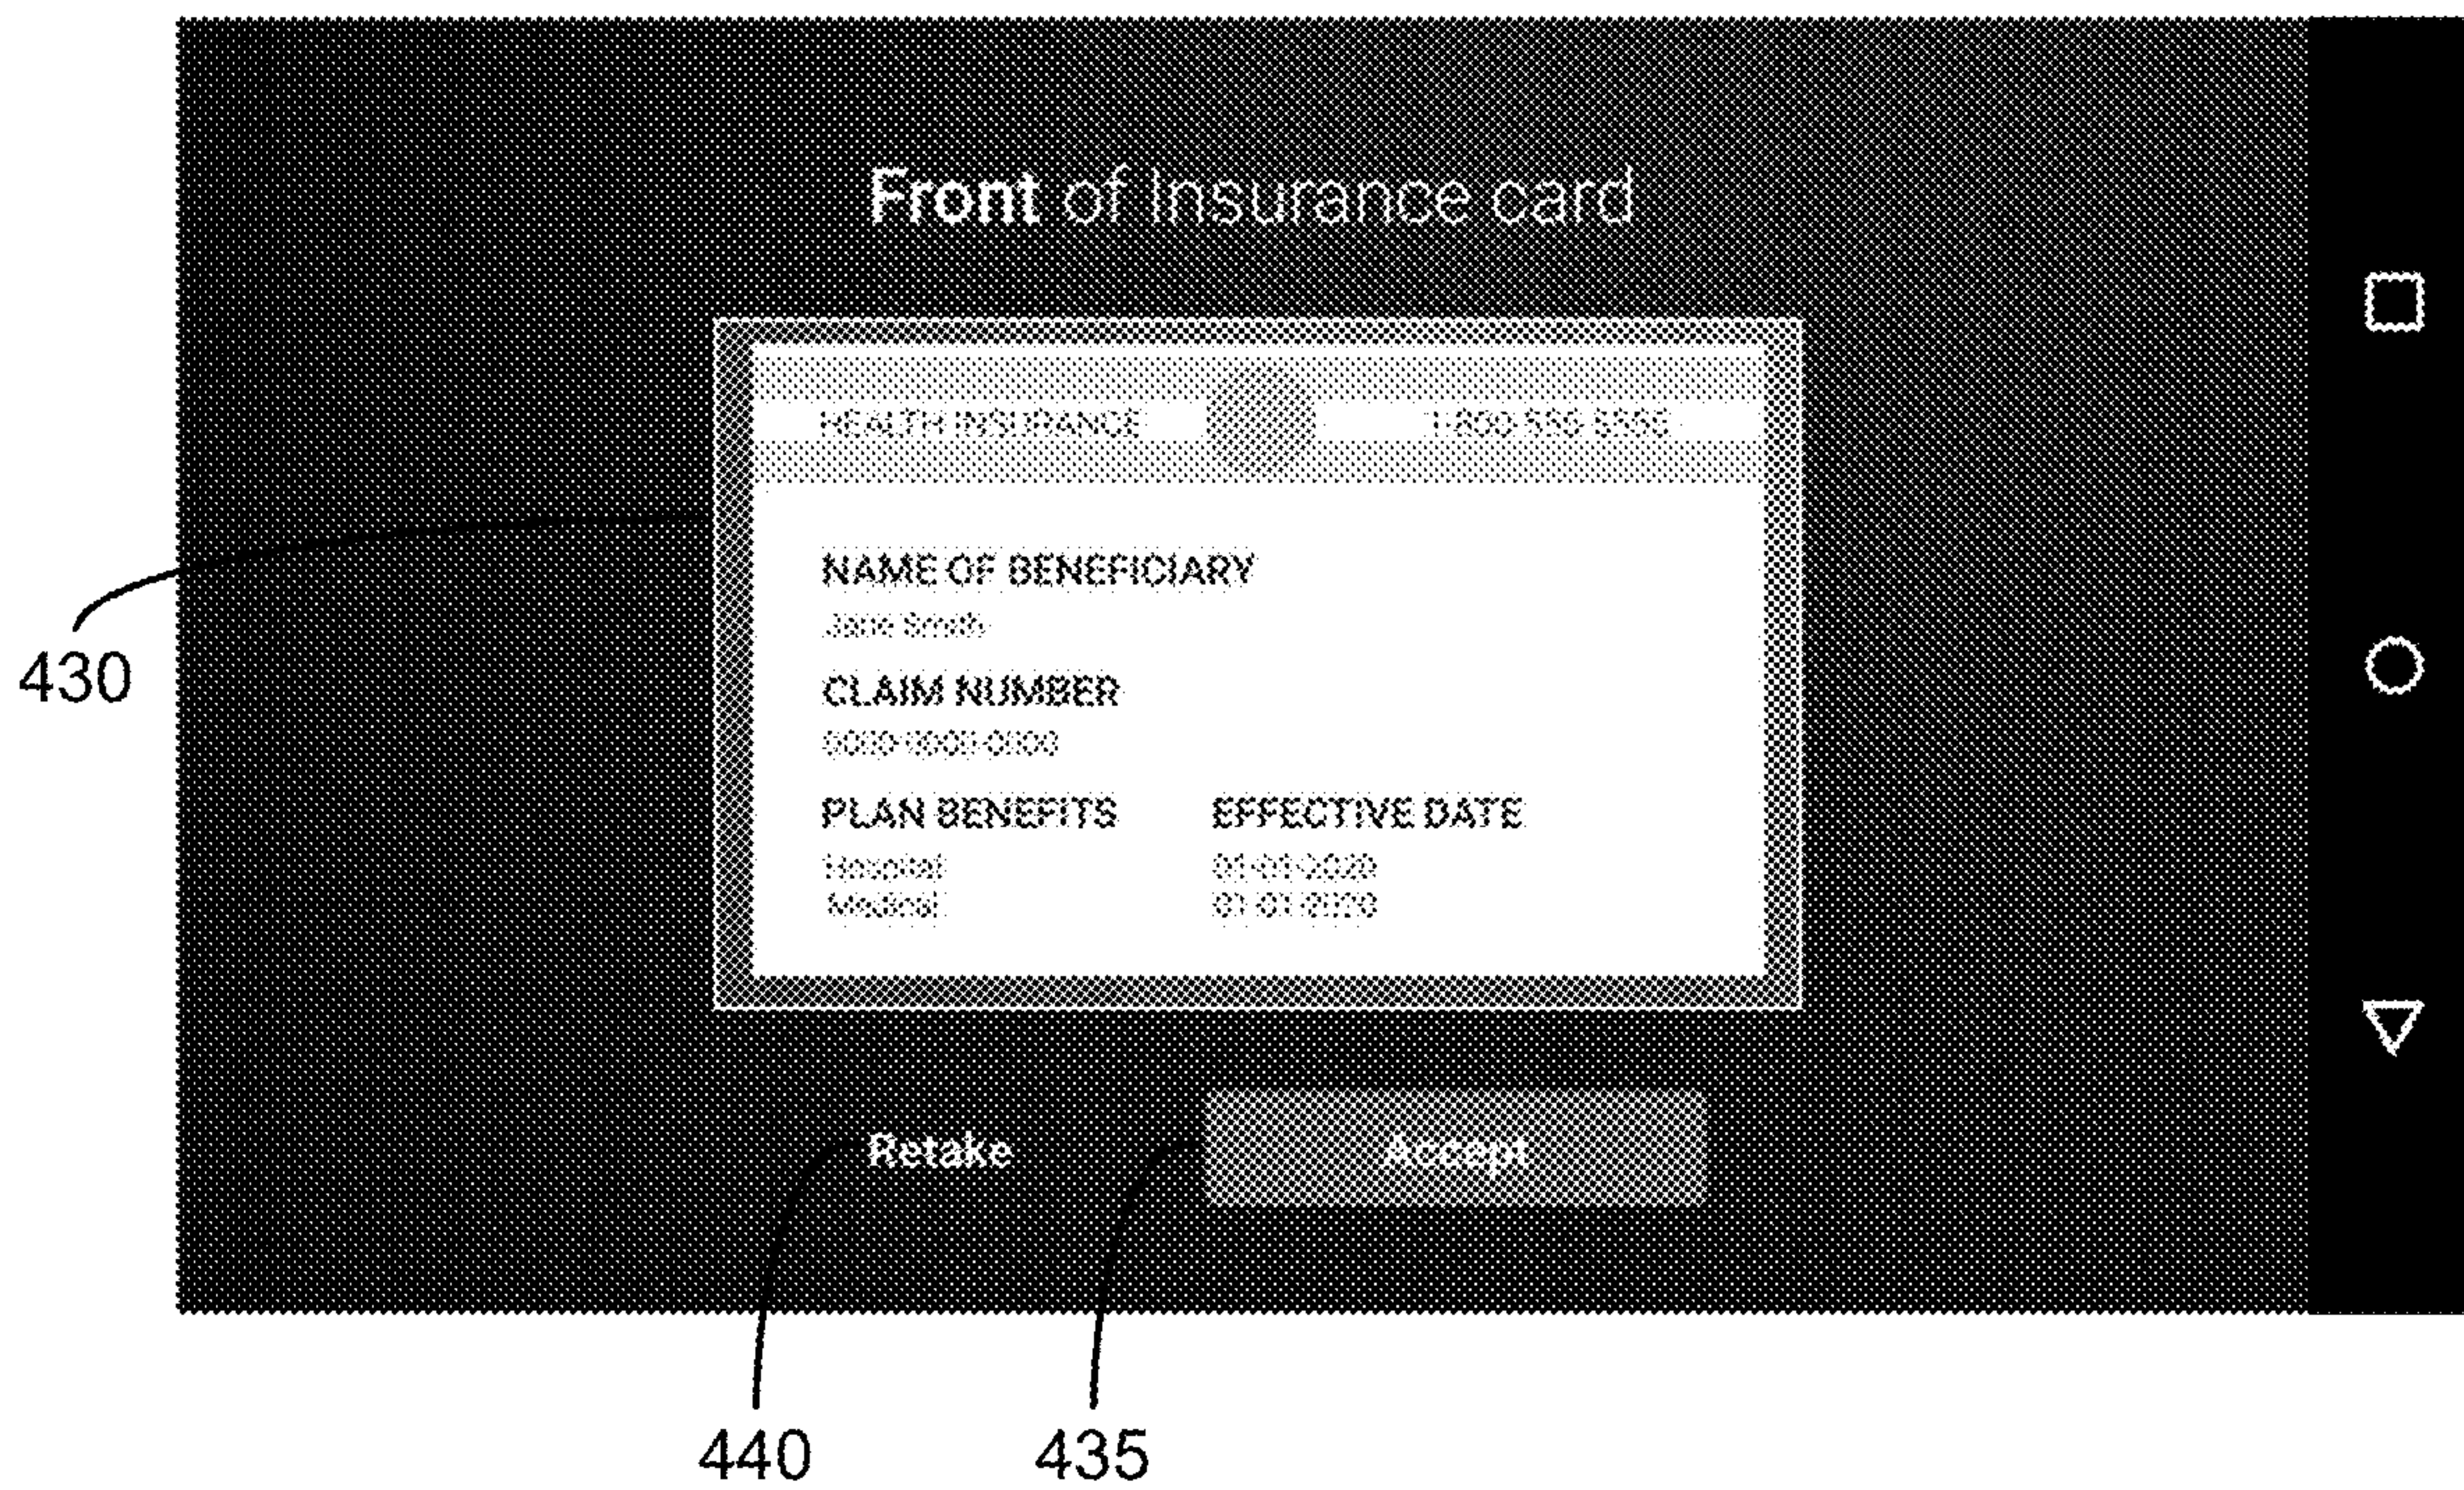 Front of Insurance card
HEALTH INSURANCE
1-800 555 5555
NAME OF BENEFICIARY
Jane Smith
CLAIM NUMBER
PLAN BENEFITS EFFECTIVE DATE
Hospital 01-01-2020
Medical 01-01-2020
430
Retake Accept
440 435